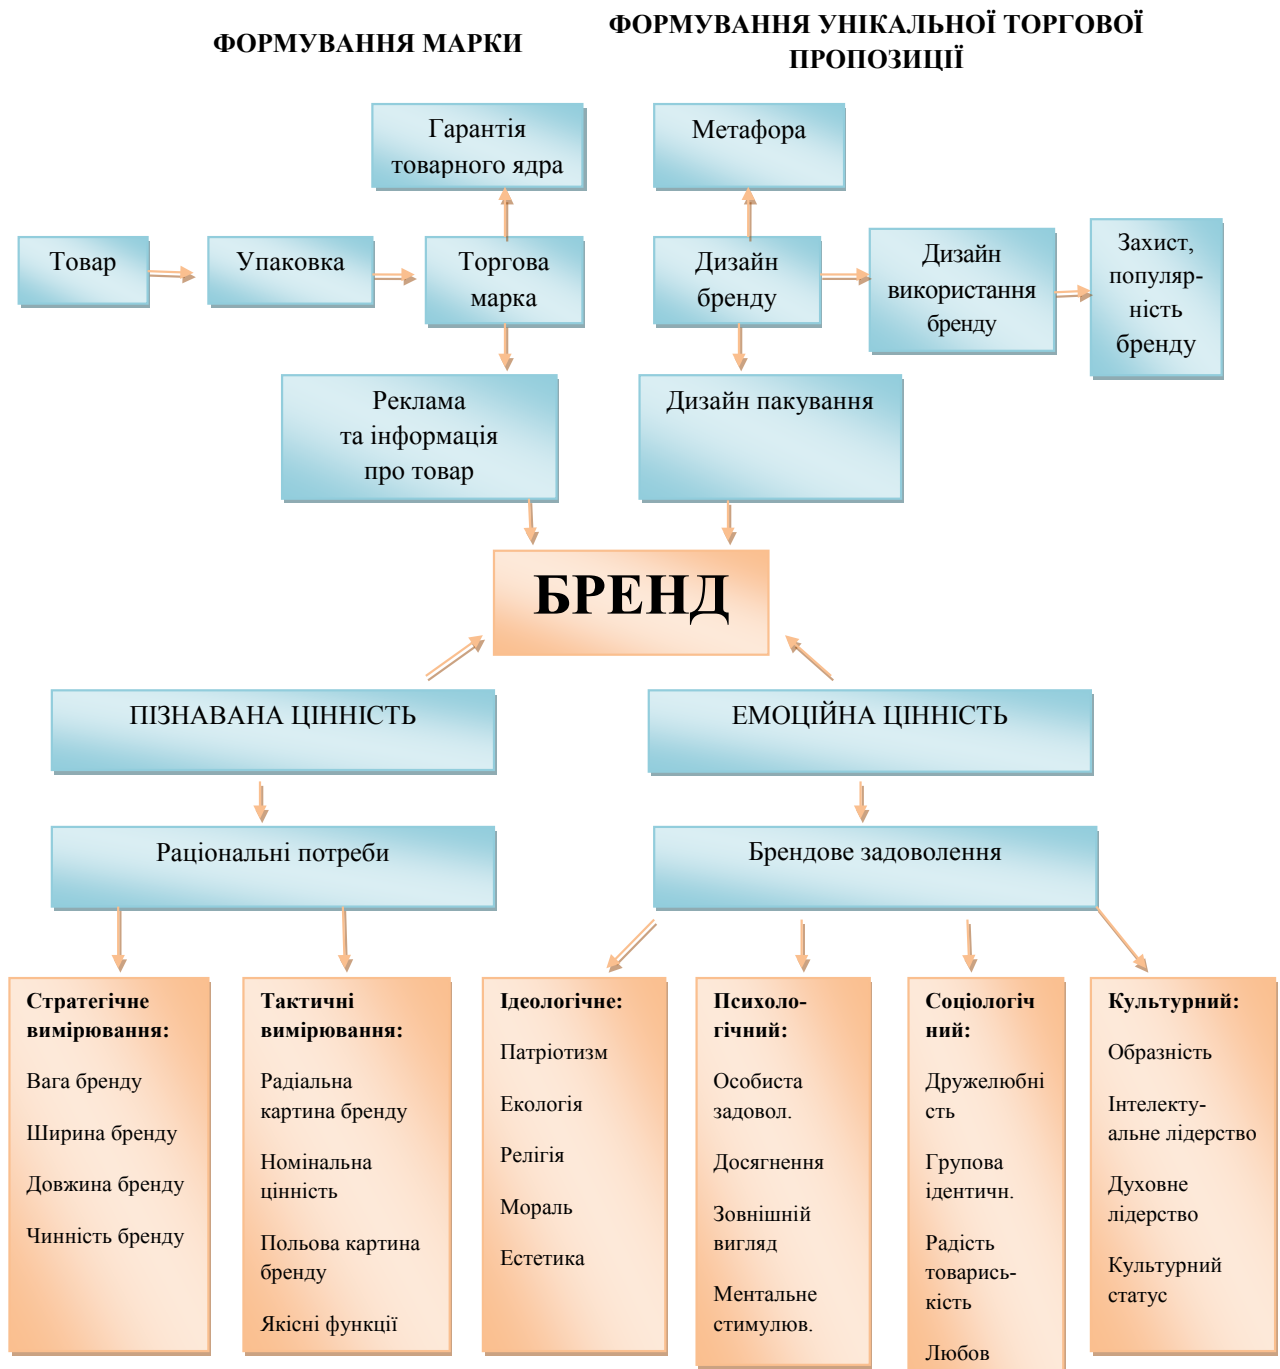 ФОРМУВАННЯ МАРКИ
ФОРМУВАННЯ УНІКАЛЬНОЇ ТОРГОВОЇ
ПРОПОЗИЦІЇ
Гарантія
товарного ядра
Метафора
Товар
Упаковка
Торгова
марка
Дизайн
бренду
Дизайн
використання
бренду
Захист,
популяр-
ність
бренду
Реклама
та інформація
про товар
Дизайн пакування
БРЕНД
ПІЗНАВАНА ЦІННІСТЬ
ЕМОЦІЙНА ЦІННІСТЬ
Раціональні потреби
Брендове задоволення
Стратегічне
вимірювання:
Вага бренду
Ширина бренду
Довжина бренду
Чинність бренду
Тактичні
вимірювання:
Радіальна
картина бренду
Номінальна
цінність
Польова картина
бренду
Якісні функції
Ідеологічне:
Патріотизм
Екологія
Релігія
Мораль
Естетика
Психоло-
гічний:
Особиста
задовол.
Досягнення
Зовнішній
вигляд
Ментальне
стимулюв.
Соціологіч
ний:
Дружелюбні
сть
Групова
ідентичн.
Радість
товарись-
кість
Любов
Культурний:
Образність
Інтелекту-
альне лідерство
Духовне
лідерство
Культурний
статус